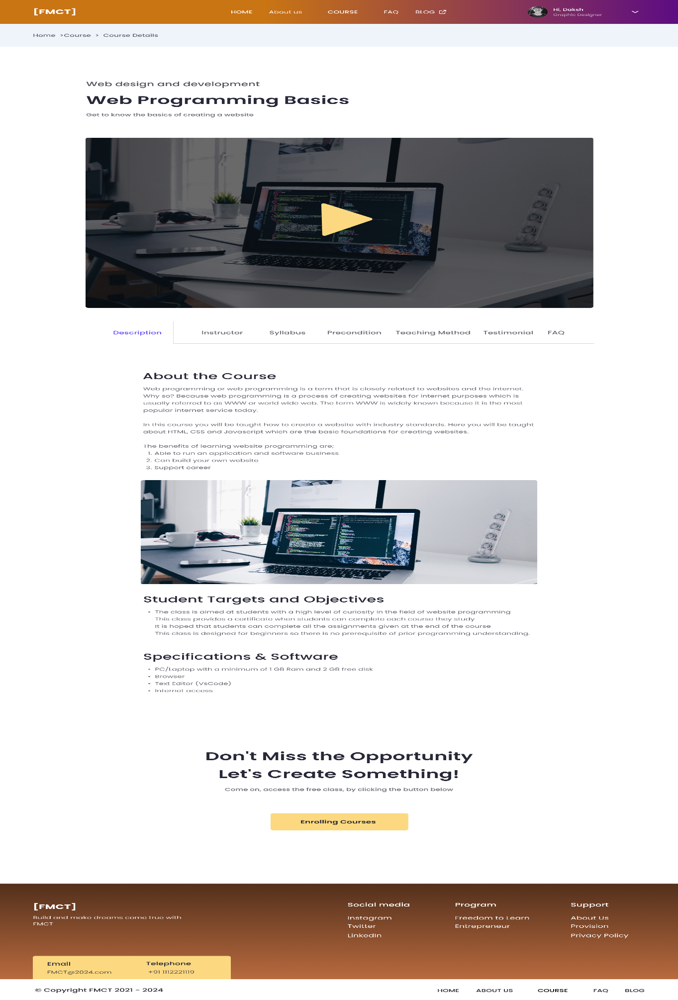 [FMCT]
HOME
About us
COURSE
FAQ
BLOG
Hi, Daksh
Graphic Designer
Home >Course > Course Details
Web design and development
Web Programming Basics
Get to know the basics of creating a website
Description
Instructor
Syllabus
Precondition
Teaching Method
Testimonial
FAQ
About the Course
Web programming or web programming is a term that is closely related to websites and the internet.
Why so? Because web programming is a process of creating websites for internet purposes which is
usually referred to as WWW or world wide web. The term WWW is widely known because it is the most
popular internet service today.
In this course you will be taught how to create a website with industry standards. Here you will be taught
about HTML, CSS and Javascript which are the basic foundations for creating websites.
The benefits of learning website programming are;
1. Able to run an application and software business
2. Can build your own website
3. Support career
Student Targets and Objectives
• The class is aimed at students with a high level of curiosity in the field of website programming
This class provides a certificate when students can complete each course they study
It is hoped that students can complete all the assignments given at the end of the course
This class is designed for beginners so there is no prerequisite of prior programming understanding.
Specifications & Software
• PC/Laptop with a minimum of 1 GB Ram and 2 GB free disk
• Browser
• Text Editor (VsCode)
• Internet access
Don't Miss the Opportunity
Let's Create Something!
Come on, access the free class, by clicking the button below
Enrolling Courses
[FMCT]
Build and make dreams come true with
FMCT
Social media
Instagram
Twitter
LinkedIn
Program
Freedom to Learn
Entrepreneur
Support
About Us
Provision
Privacy Policy
Email
FMCT@2024.com
Telephone
+91 1112221119
© Copyright FMCT 2021 - 2024
HOME
ABOUT US
COURSE
FAQ
BLOG